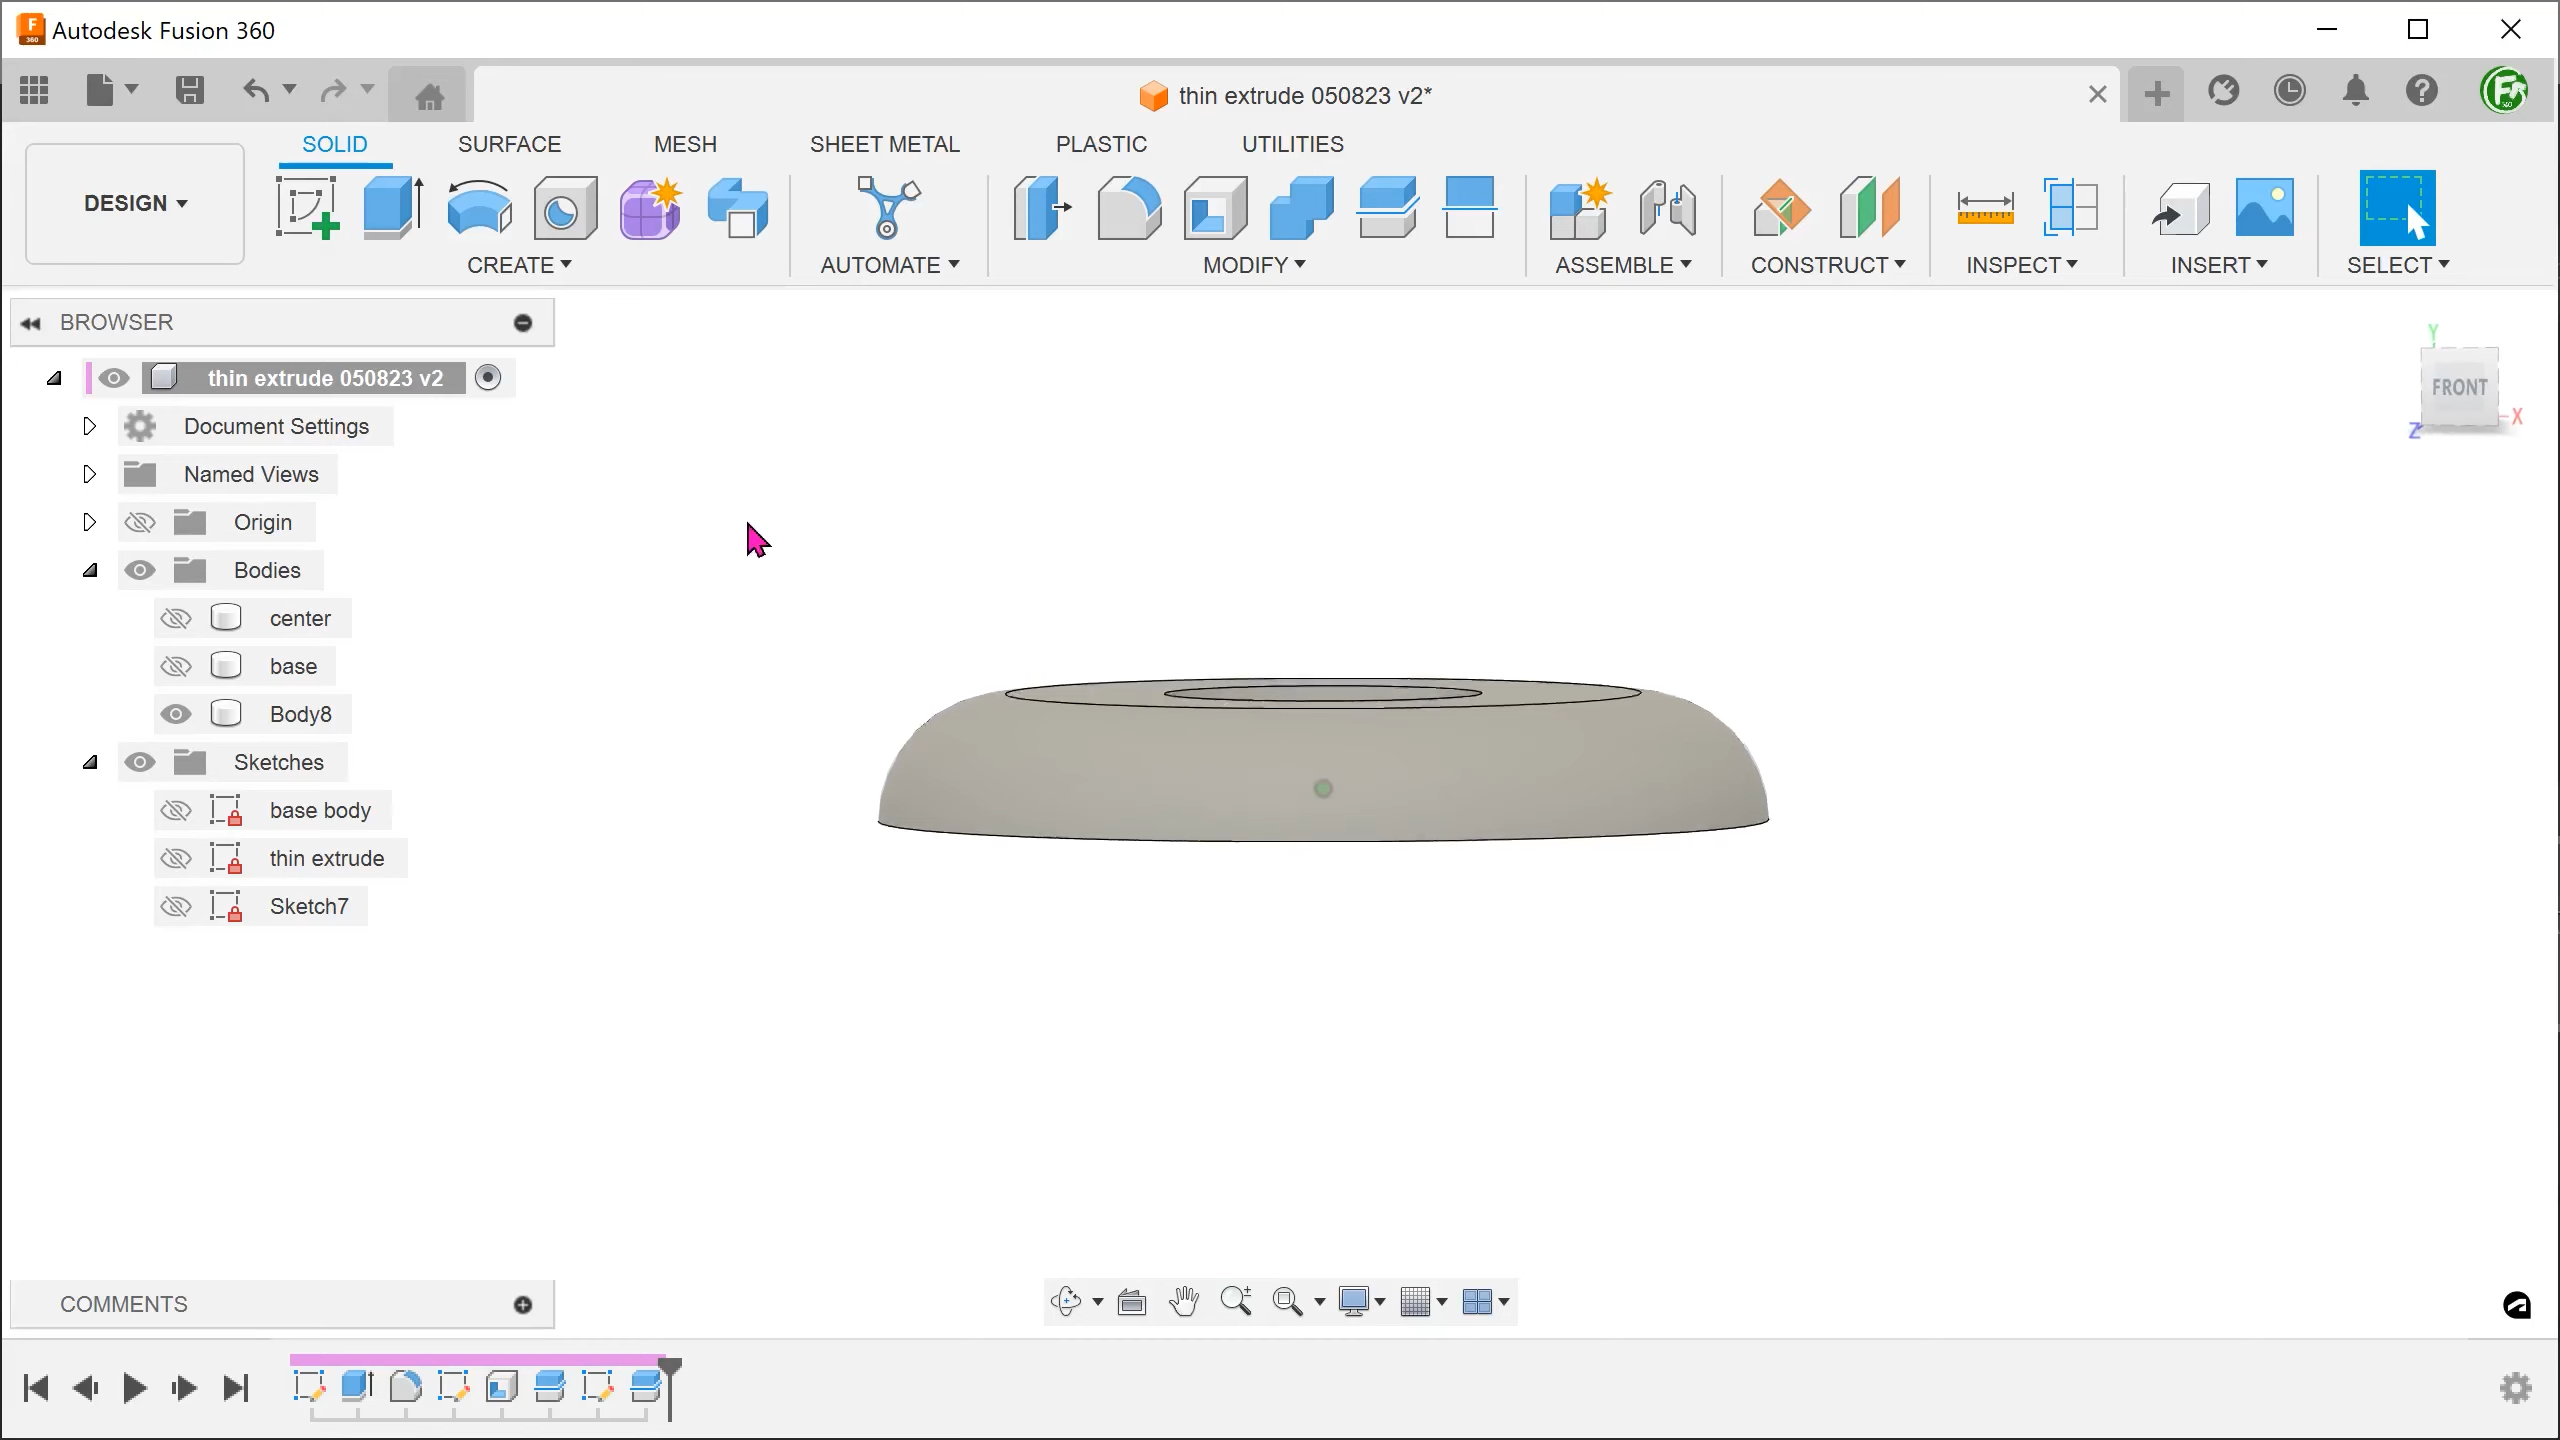 Autodesk Fusion 360
thin extrude 050823 v2*
SOLID SURFACE MESH SHEET METAL PLASTIC UTILITIES
DESIGN
CREATE AUTOMATE MODIFY ASSEMBLE CONSTRUCT INSPECT INSERT SELECT
BROWSER
thin extrude 050823 v2
Document Settings
Named Views
Origin
Bodies
center
base
Body8
Sketches
base body
thin extrude
Sketch7
Y
FRONT
X
Z
COMMENTS